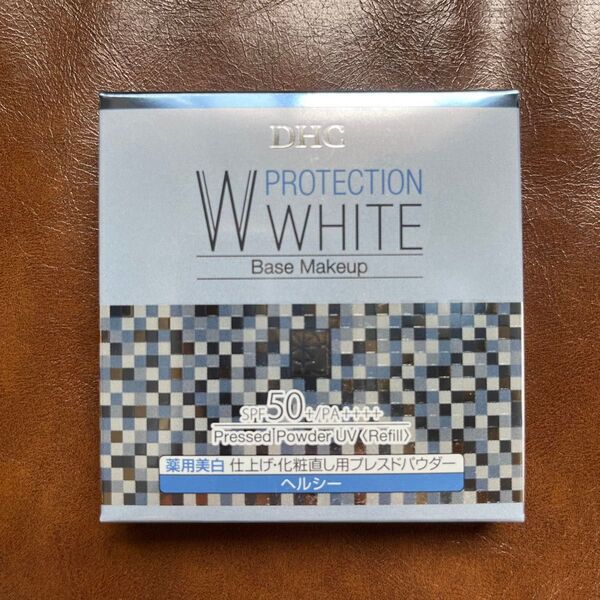 DHC
W PROTECTION
WHITE
Base Makeup
SPF50+/PA++++
Pressed Powder UV〈Refill〉
薬用美白 仕上げ・化粧直し用プレスドパウダー
ヘルシー